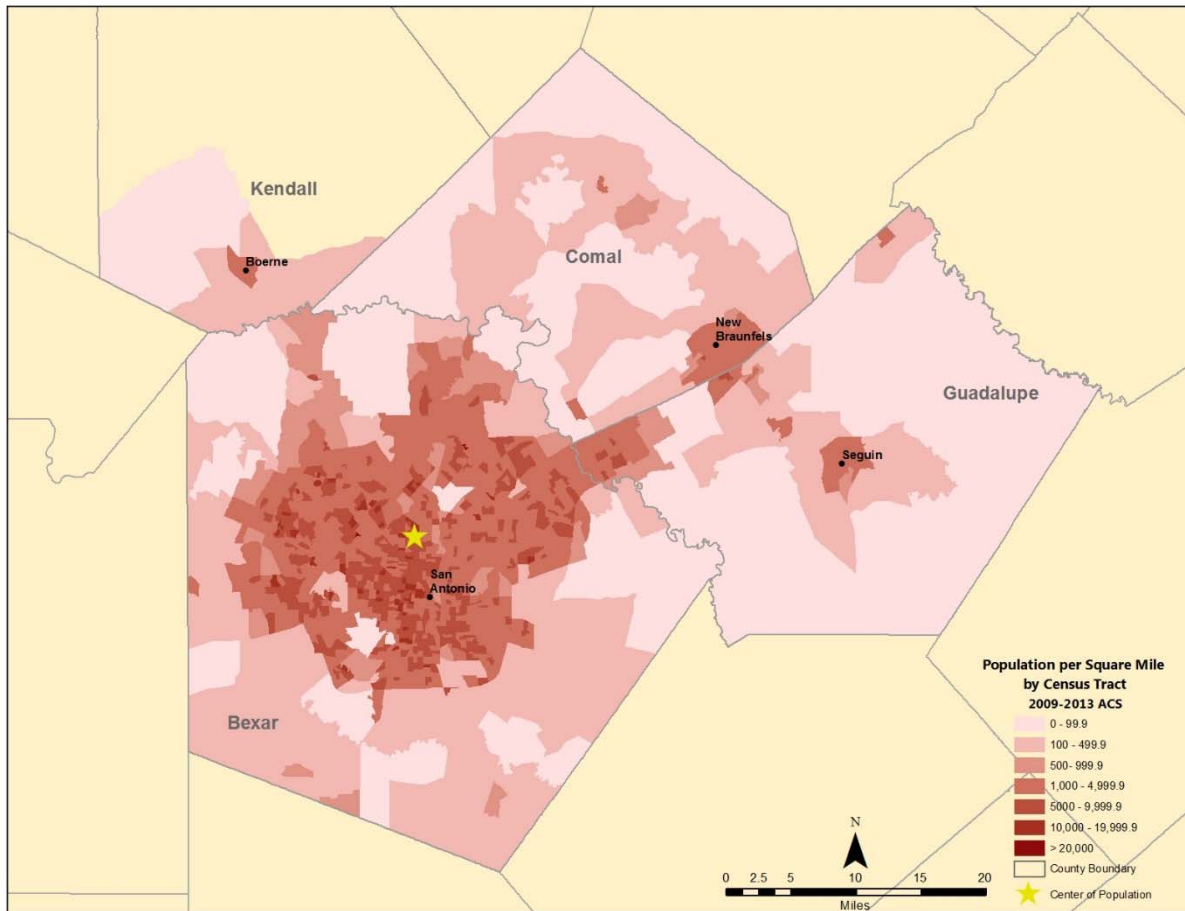 Kendall
Boerne
Comal
New
Braunfels
Guadalupe
Seguin
San
Antonio
Bexar
Population per Square Mile
by Census Tract
2009-2013 ACS
0 - 99.9
100 - 499.9
500- 999.9
1,000 - 4,999.9
5000 - 9,999.9
10,000 - 19,999.9
> 20,000
County Boundary
Center of Population
N
0 2.5 5 10 15 20
Miles